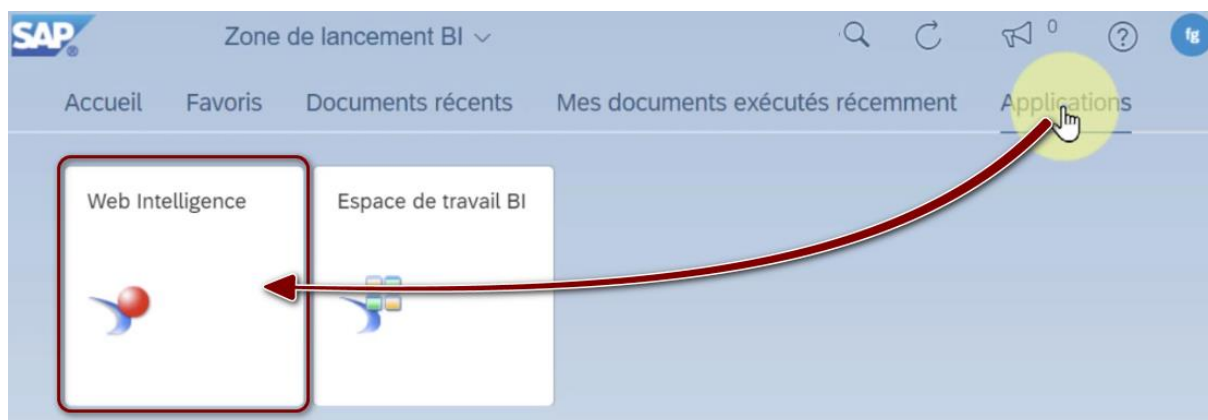 SAP®
Zone de lancement BI
0
fg
Accueil Favoris Documents récents Mes documents exécutés récemment Applications
Web Intelligence Espace de travail BI